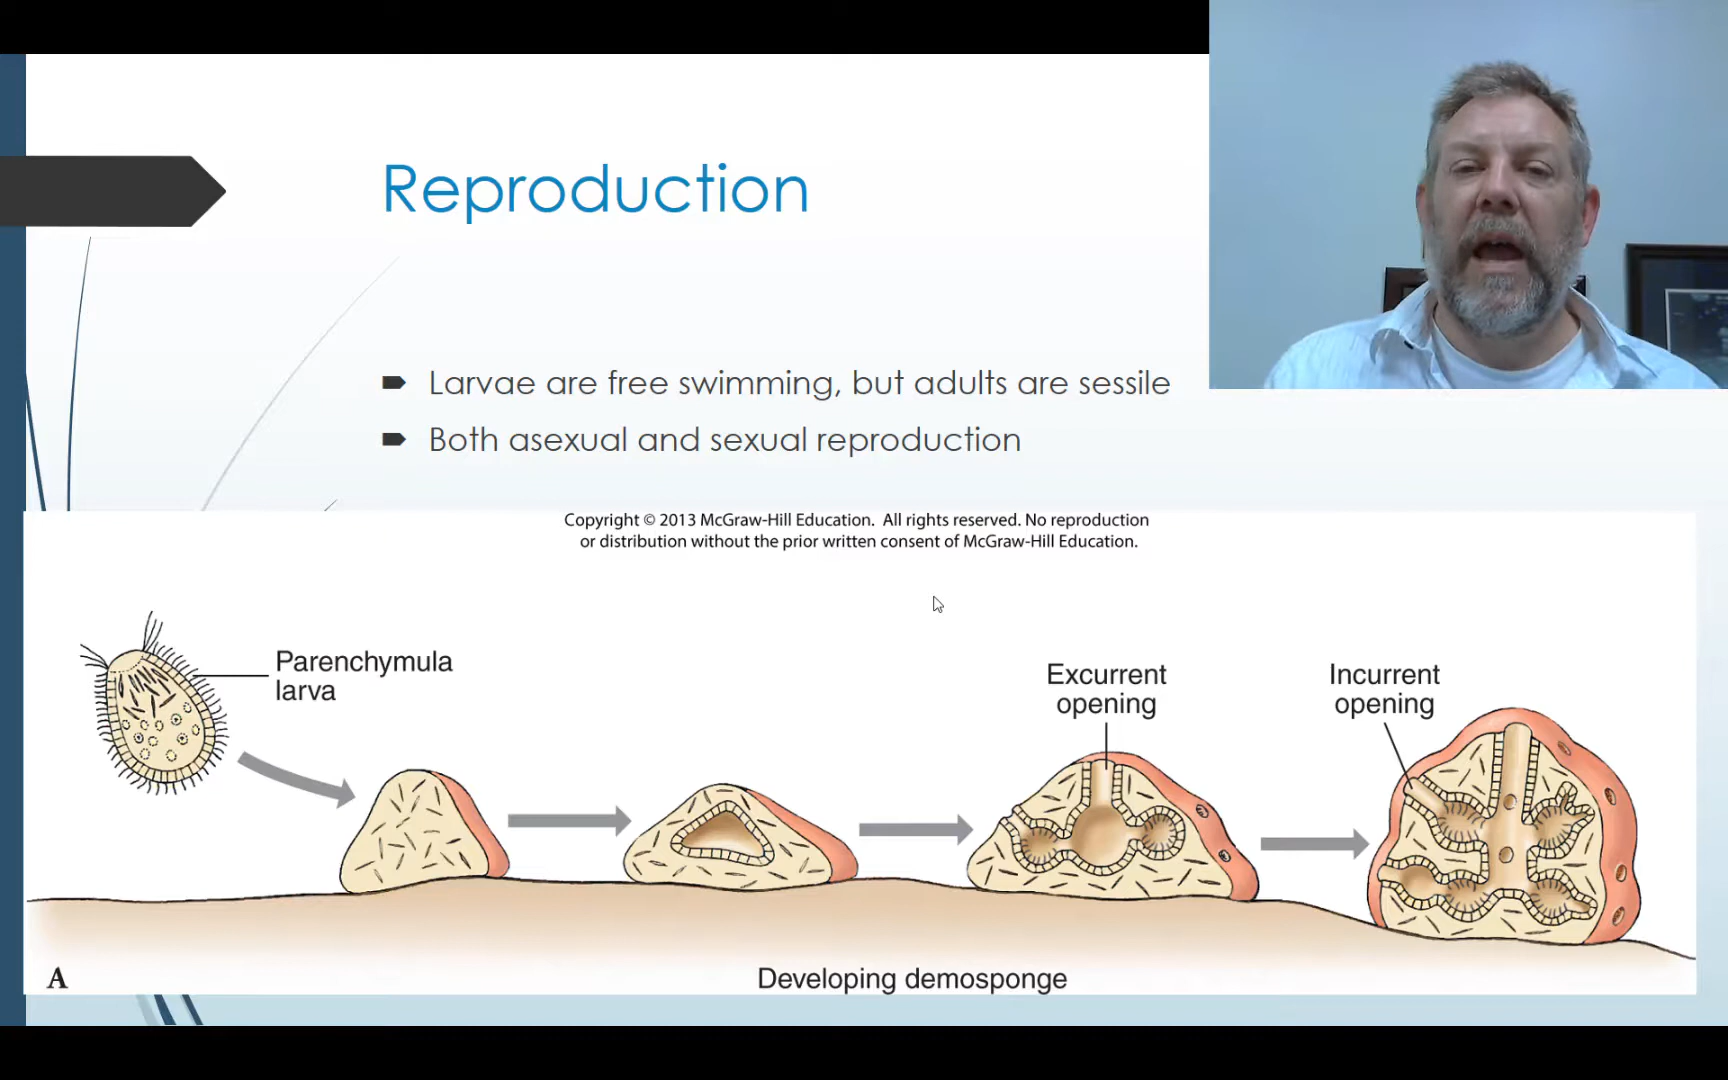 Reproduction
Larvae are free swimming, but adults are sessile
Both asexual and sexual reproduction
Copyright © 2013 McGraw-Hill Education. All rights reserved. No reproduction
or distribution without the prior written consent of McGraw-Hill Education.
Parenchymula
larva
Excurrent
opening
Incurrent
opening
A
Developing demosponge